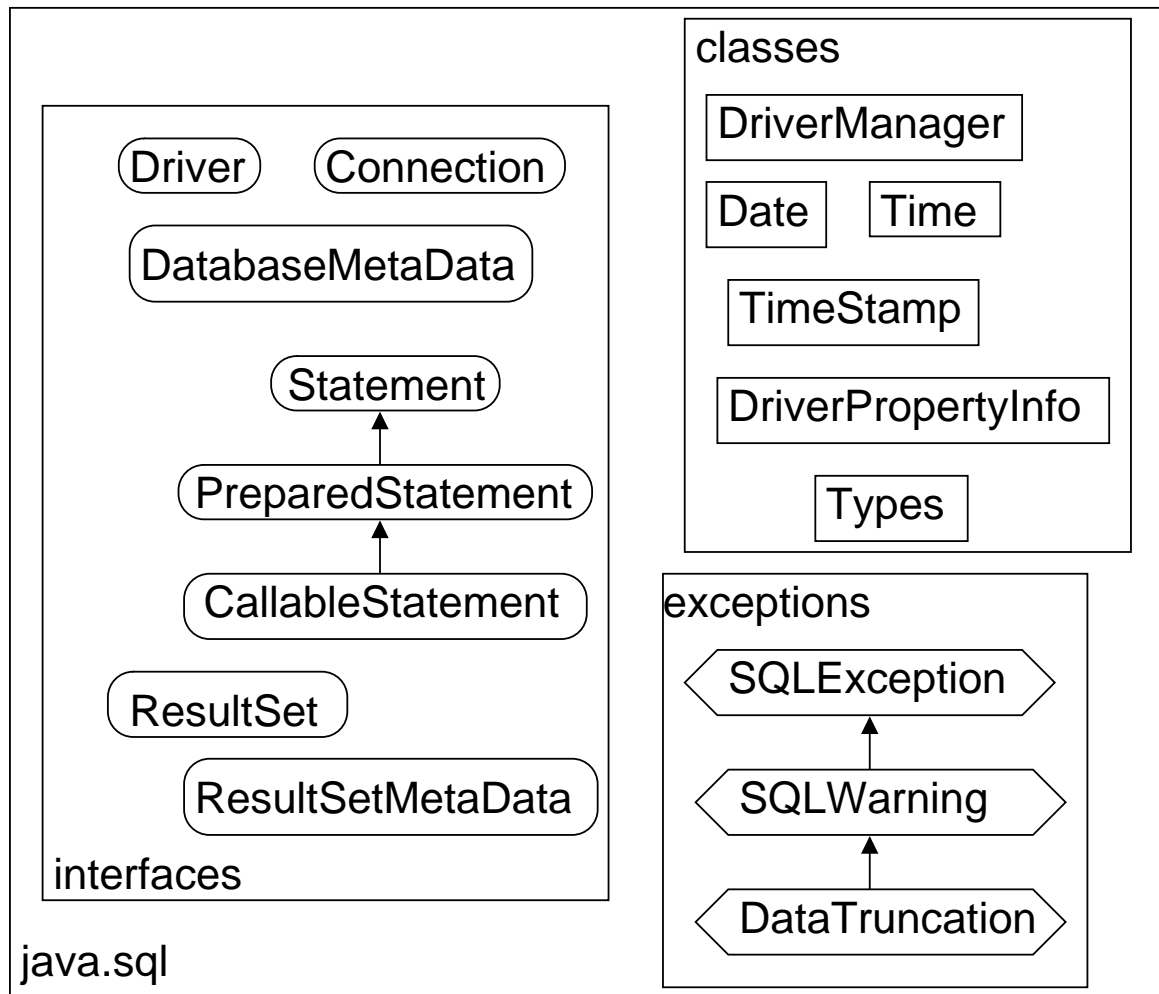 classes
DriverManager
Date
Time
TimeStamp
DriverPropertyInfo
Types
Driver
Connection
DatabaseMetaData
Statement
PreparedStatement
CallableStatement
ResultSet
ResultSetMetaData
interfaces
exceptions
SQLException
SQLWarning
DataTruncation
java.sql